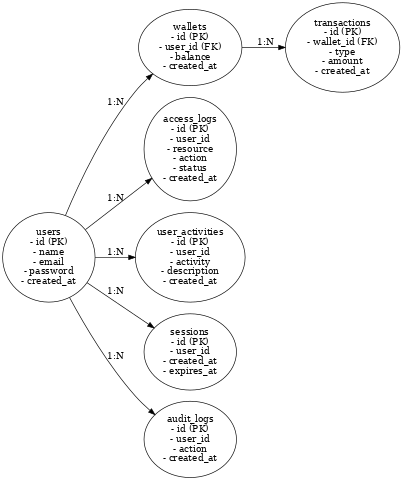 wallets
- id (PK)
- user_id (FK)
- balance
- created_at
1:N
transactions
- id (PK)
- wallet_id (FK)
- type
- amount
- created_at
1:N
access_logs
- id (PK)
- user_id
- resource
- action
- status
- created_at
1:N
users
- id (PK)
- name
- email
- password
- created_at
1:N
user_activities
- id (PK)
- user_id
- activity
- description
- created_at
1:N
sessions
- id (PK)
- user_id
- created_at
- expires_at
1:N
audit_logs
- id (PK)
- user_id
- action
- created_at